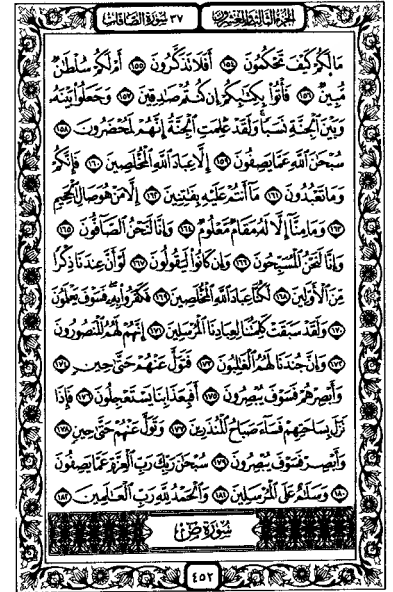 الجزء الثالث والعشرون ٣٧ سورة الصافات
مَا لَكُمْ كَيْفَ تَحْكُمُونَ ١٥٤ أَفَلَا تَذَكَّرُونَ ١٥٥ أَمْ لَكُمْ سُلْطَانٌ
مُّبِينٌ ١٥٦ فَأْتُوا بِكِتَابِكُمْ إِن كُنتُمْ صَادِقِينَ ١٥٧ وَجَعَلُوا بَيْنَهُ
وَبَيْنَ الْجِنَّةِ نَسَبًا وَلَقَدْ عَلِمَتِ الْجِنَّةُ إِنَّهُمْ لَمُحْضَرُونَ ١٥٨
سُبْحَانَ اللَّهِ عَمَّا يَصِفُونَ ١٥٩ إِلَّا عِبَادَ اللَّهِ الْمُخْلَصِينَ ١٦٠ فَإِنَّكُمْ
وَمَا تَعْبُدُونَ ١٦١ مَا أَنتُمْ عَلَيْهِ بِفَاتِنِينَ ١٦٢ إِلَّا مَنْ هُوَ صَالِ الْجَحِيمِ
١٦٣ وَمَا مِنَّا إِلَّا لَهُ مَقَامٌ مَّعْلُومٌ ١٦٤ وَإِنَّا لَنَحْنُ الصَّافُّونَ ١٦٥
وَإِنَّا لَنَحْنُ الْمُسَبِّحُونَ ١٦٦ وَإِن كَانُوا لَيَقُولُونَ ١٦٧ لَوْ أَنَّ عِندَنَا ذِكْرًا
مِّنَ الْأَوَّلِينَ ١٦٨ لَكُنَّا عِبَادَ اللَّهِ الْمُخْلَصِينَ ١٦٩ فَكَفَرُوا بِهِ فَسَوْفَ يَعْلَمُونَ
١٧٠ وَلَقَدْ سَبَقَتْ كَلِمَتُنَا لِعِبَادِنَا الْمُرْسَلِينَ ١٧١ إِنَّهُمْ لَهُمُ الْمَنصُورُونَ
١٧٢ وَإِنَّ جُندَنَا لَهُمُ الْغَالِبُونَ ١٧٣ فَتَوَلَّ عَنْهُمْ حَتَّى حِينٍ ١٧٤
وَأَبْصِرْهُمْ فَسَوْفَ يُبْصِرُونَ ١٧٥ أَفَبِعَذَابِنَا يَسْتَعْجِلُونَ ١٧٦ فَإِذَا
نَزَلَ بِسَاحَتِهِمْ فَسَاءَ صَبَاحُ الْمُنذَرِينَ ١٧٧ وَتَوَلَّ عَنْهُمْ حَتَّى حِينٍ ١٧٨
وَأَبْصِرْ فَسَوْفَ يُبْصِرُونَ ١٧٩ سُبْحَانَ رَبِّكَ رَبِّ الْعِزَّةِ عَمَّا يَصِفُونَ
١٨٠ وَسَلَامٌ عَلَى الْمُرْسَلِينَ ١٨١ وَالْحَمْدُ لِلَّهِ رَبِّ الْعَالَمِينَ ١٨٢
سورة ص
٤٥٢